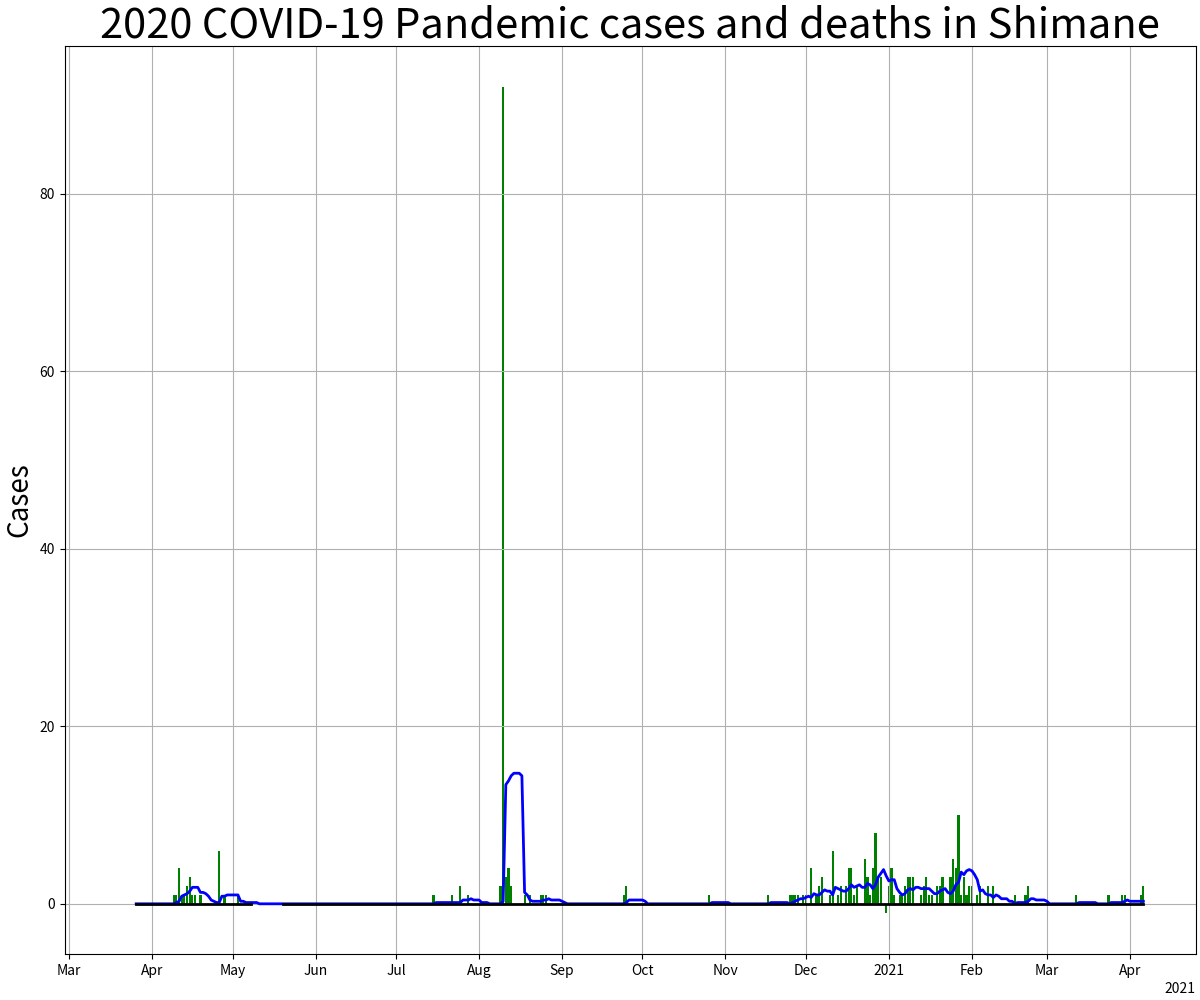 2020 COVID-19 Pandemic cases and deaths in Shimane
Cases
80
60
40
20
0
Mar Apr May Jun Jul Aug Sep Oct Nov Dec 2021 Feb Mar Apr
2021